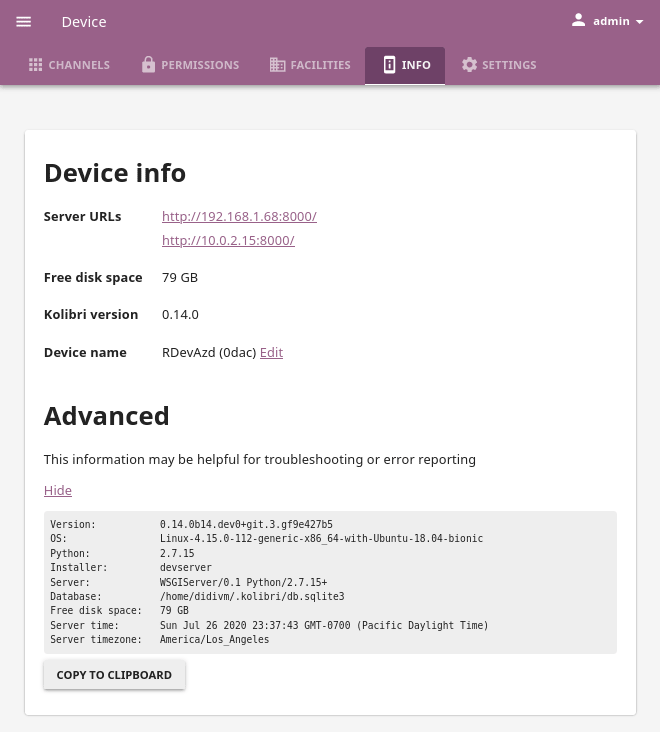 Device
admin
CHANNELS PERMISSIONS FACILITIES INFO SETTINGS
Device info
Server URLs http://192.168.1.68:8000/
http://10.0.2.15:8000/
Free disk space 79 GB
Kolibri version 0.14.0
Device name RDevAzd (0dac) Edit
Advanced
This information may be helpful for troubleshooting or error reporting
Hide
Version: 0.14.0b14.dev0+git.3.gf9e427b5
OS: Linux-4.15.0-112-generic-x86_64-with-Ubuntu-18.04-bionic
Python: 2.7.15
Installer: devserver
Server: WSGIServer/0.1 Python/2.7.15+
Database: /home/didivm/.kolibri/db.sqlite3
Free disk space: 79 GB
Server time: Sun Jul 26 2020 23:37:43 GMT-0700 (Pacific Daylight Time)
Server timezone: America/Los_Angeles
COPY TO CLIPBOARD